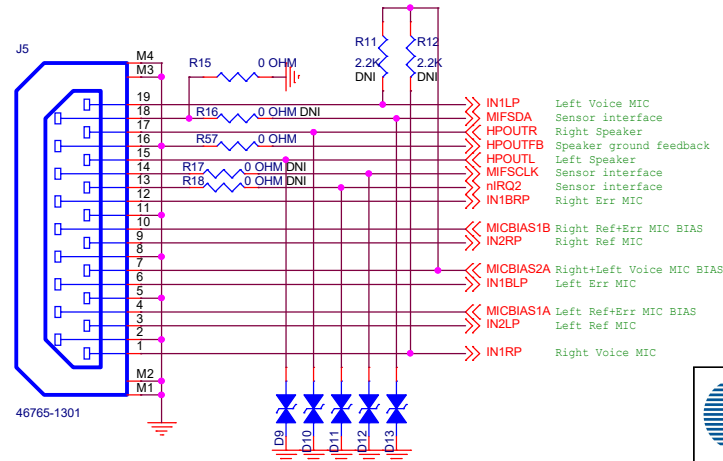 J5
M4
M3
R15 0 OHM
R11 R12
2.2K 2.2K
DNI DNI
19 IN1LP Left Voice MIC
18 R16 0 OHM DNI MIFSDA Sensor interface
17 HPOUTR Right Speaker
16 R57 0 OHM HPOUTFB Speaker ground feedback
15 HPOUTL Left Speaker
14 R17 0 OHM DNI MIFSCLK Sensor interface
13 R18 0 OHM DNI nIRQ2 Sensor interface
12 IN1BRP Right Err MIC
11
10 MICBIAS1B Right Ref+Err MIC BIAS
9 IN2RP Right Ref MIC
8
7 MICBIAS2A Right+Left Voice MIC BIAS
6 IN1BLP Left Err MIC
5
4 MICBIAS1A Left Ref+Err MIC BIAS
3 IN2LP Left Ref MIC
2
1 IN1RP Right Voice MIC
M2
M1
46765-1301
D9 D10 D11 D12 D13